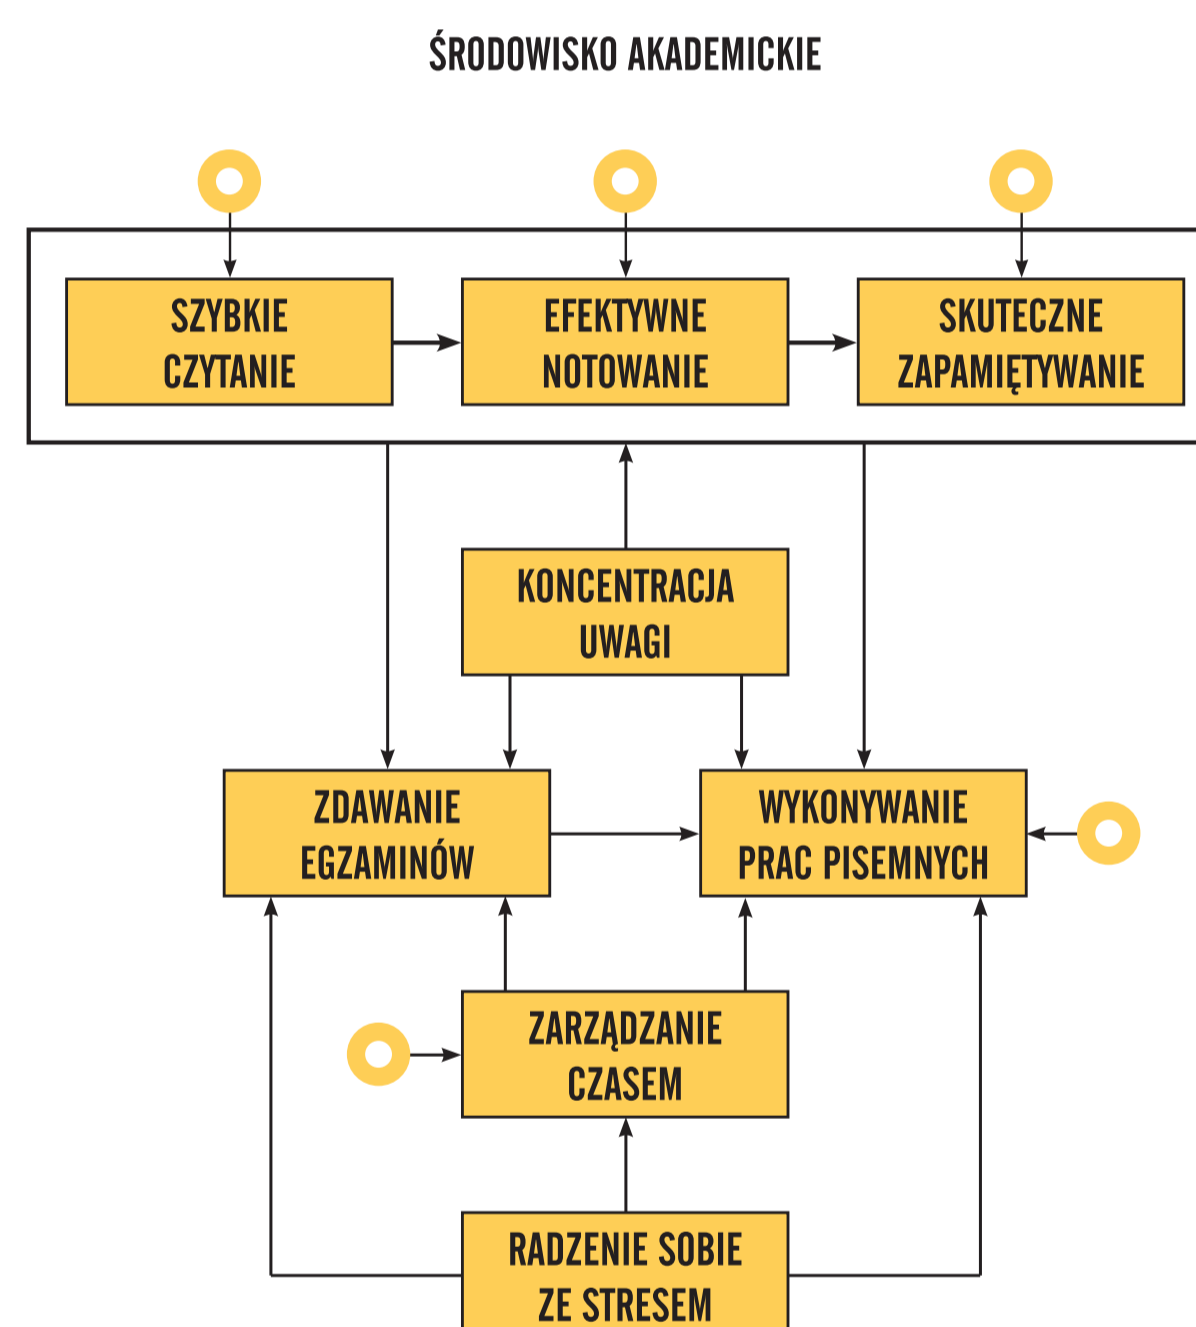 ŚRODOWISKO AKADEMICKIE
SZYBKIE
CZYTANIE
EFEKTYWNE
NOTOWANIE
SKUTECZNE
ZAPAMIĘTYWANIE
KONCENTRACJA
UWAGI
ZDAWANIE
EGZAMINÓW
WYKONYWANIE
PRAC PISEMNYCH
ZARZĄDZANIE
CZASEM
RADZENIE SOBIE
ZE STRESEM